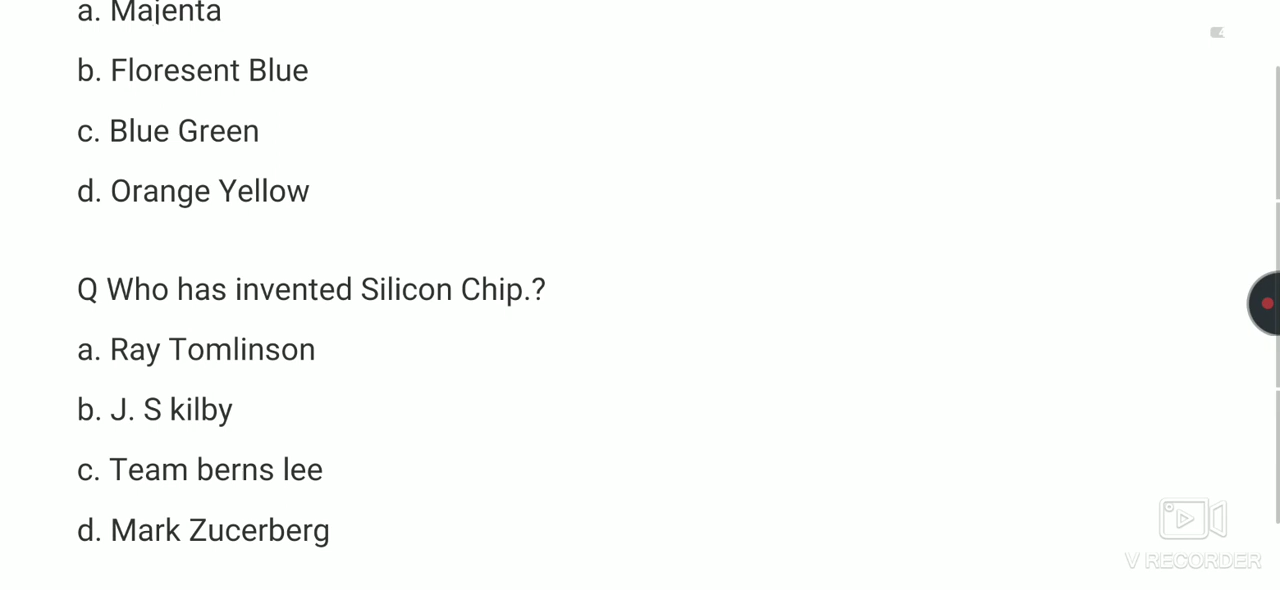 a. Majenta
b. Floresent Blue
c. Blue Green
d. Orange Yellow
Q Who has invented Silicon Chip.?
a. Ray Tomlinson
b. J. S kilby
c. Team berns lee
d. Mark Zucerberg
V RECORDER